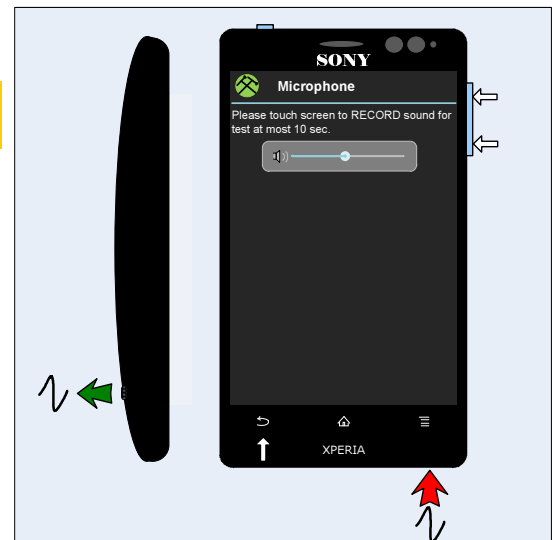 SONY
Microphone
Please touch screen to RECORD sound for
test at most 10 sec.
XPERIA